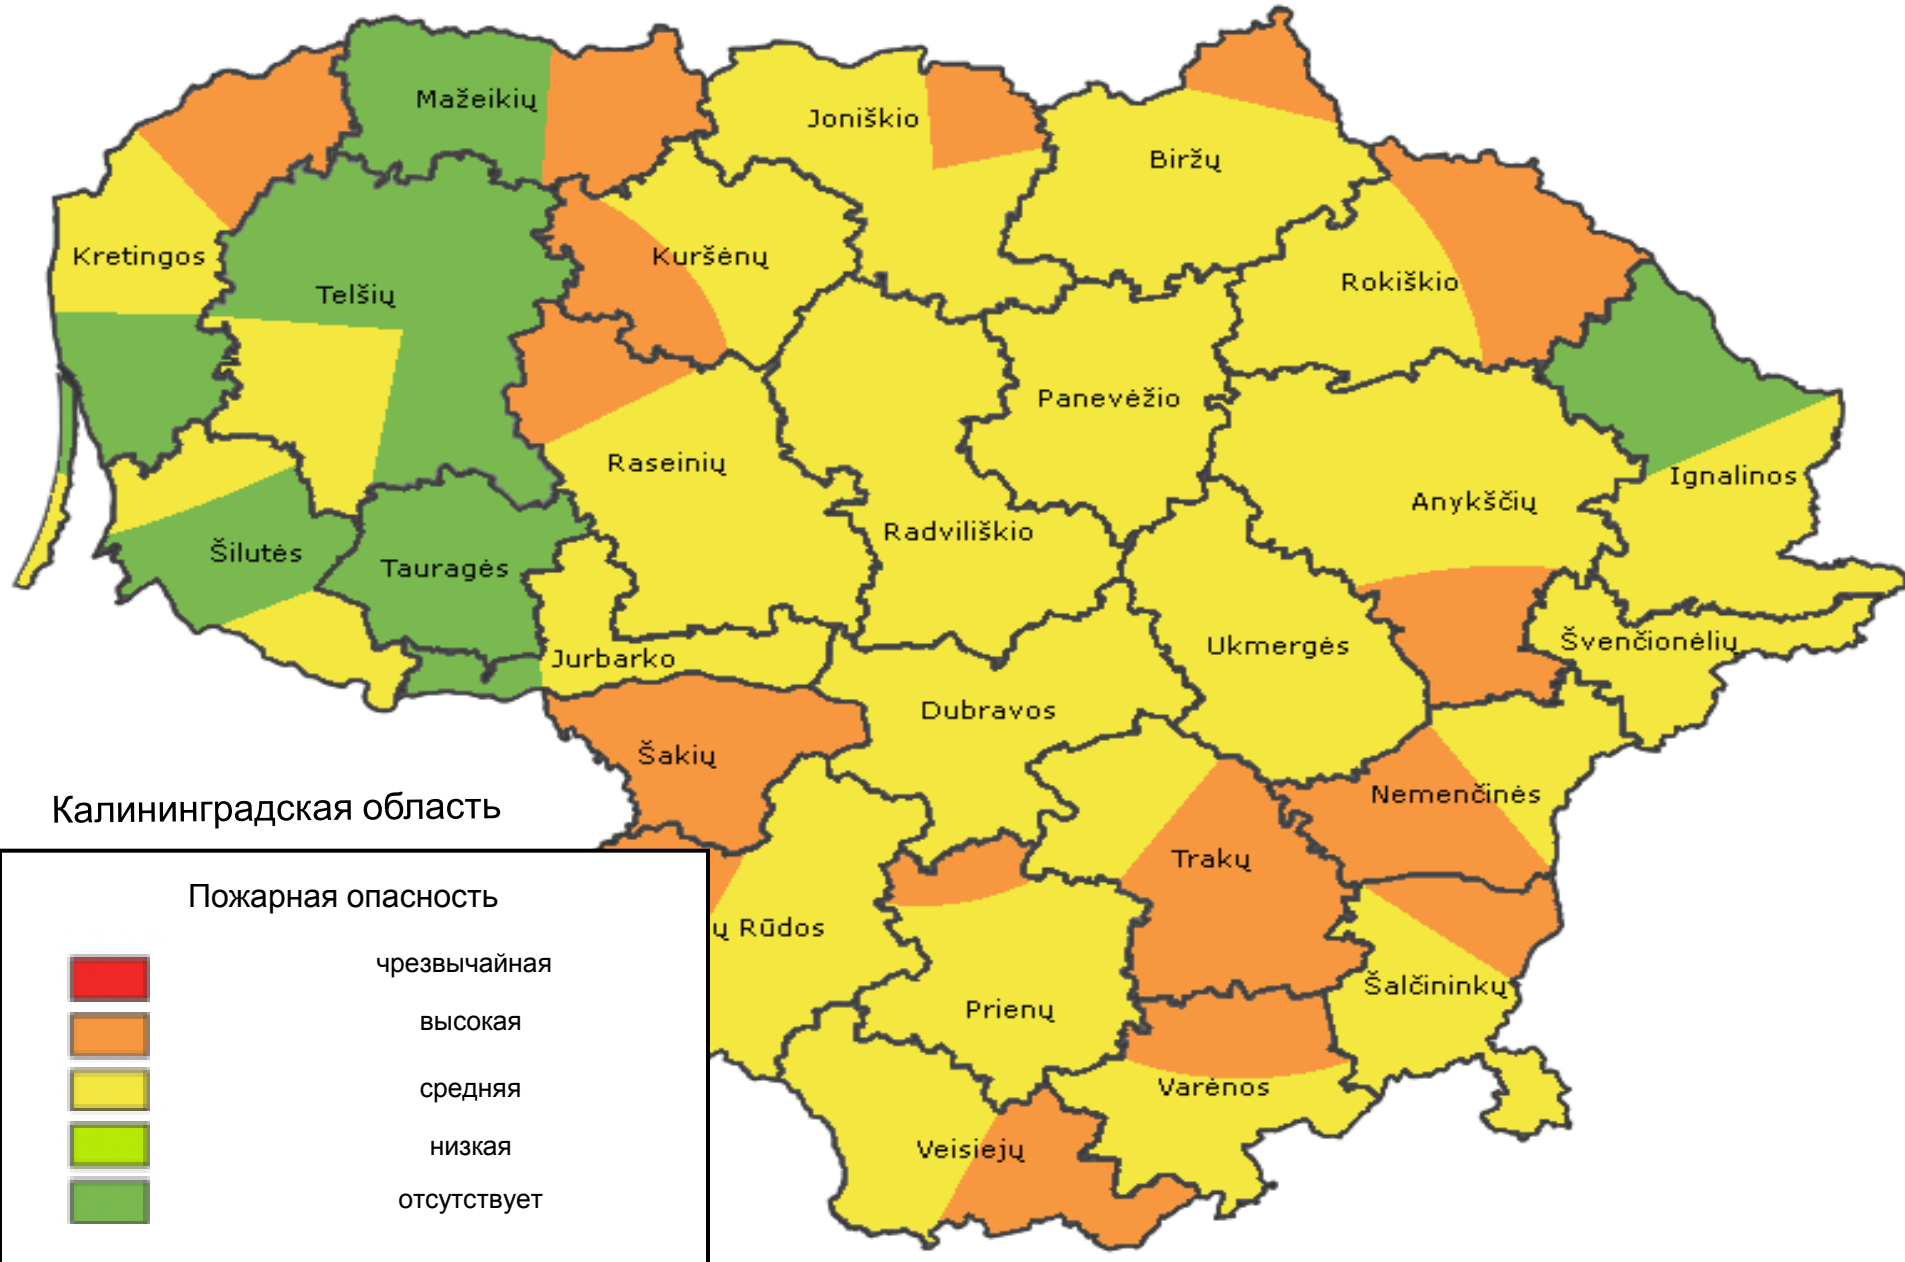 Mažeikių
Joniškio
Biržų
Kretingos
Kuršėnų
Telšių
Rokiškio
Panevėžio
Raseinių
Ignalinos
Anykščių
Radviliškio
Šilutės
Tauragės
Ukmergės
Švenčionėlių
Jurbarko
Dubravos
Šakių
Nemenčinės
Trakų
ų Rūdos
Šalčininkų
Prienų
Varėnos
Veisiejų
Калининградская область
Пожарная опасность
чрезвычайная
высокая
средняя
низкая
отсутствует